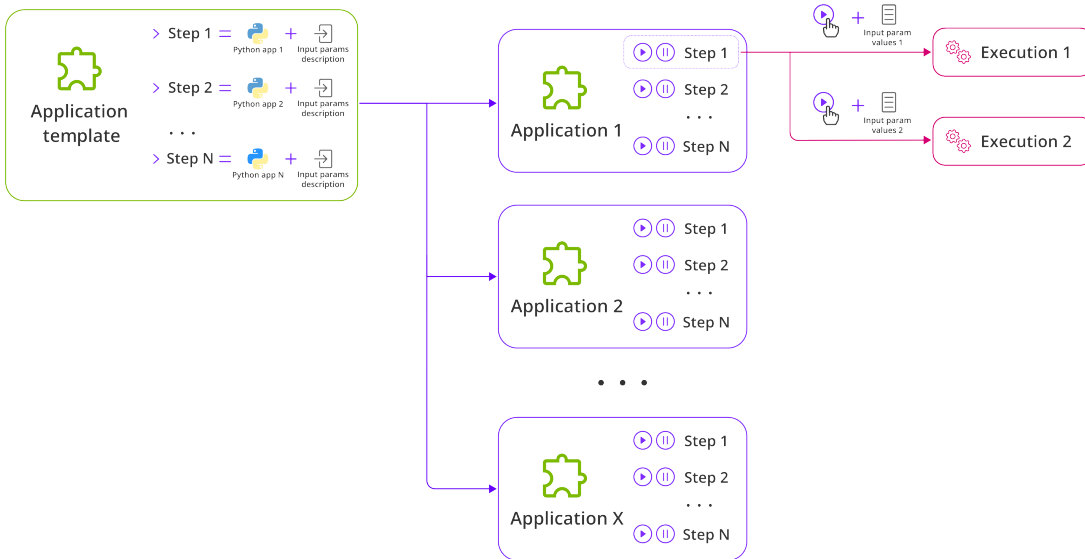 Application
template
Step 1 =
Python app 1
+
Input params
description
Step 2 =
Python app 2
+
Input params
description
...
Step N =
Python app N
+
Input params
description
Application 1
Step 1
Step 2
...
Step N
+
Input param
values 1
Execution 1
+
Input param
values 2
Execution 2
Application 2
Step 1
Step 2
...
Step N
...
Application X
Step 1
Step 2
...
Step N